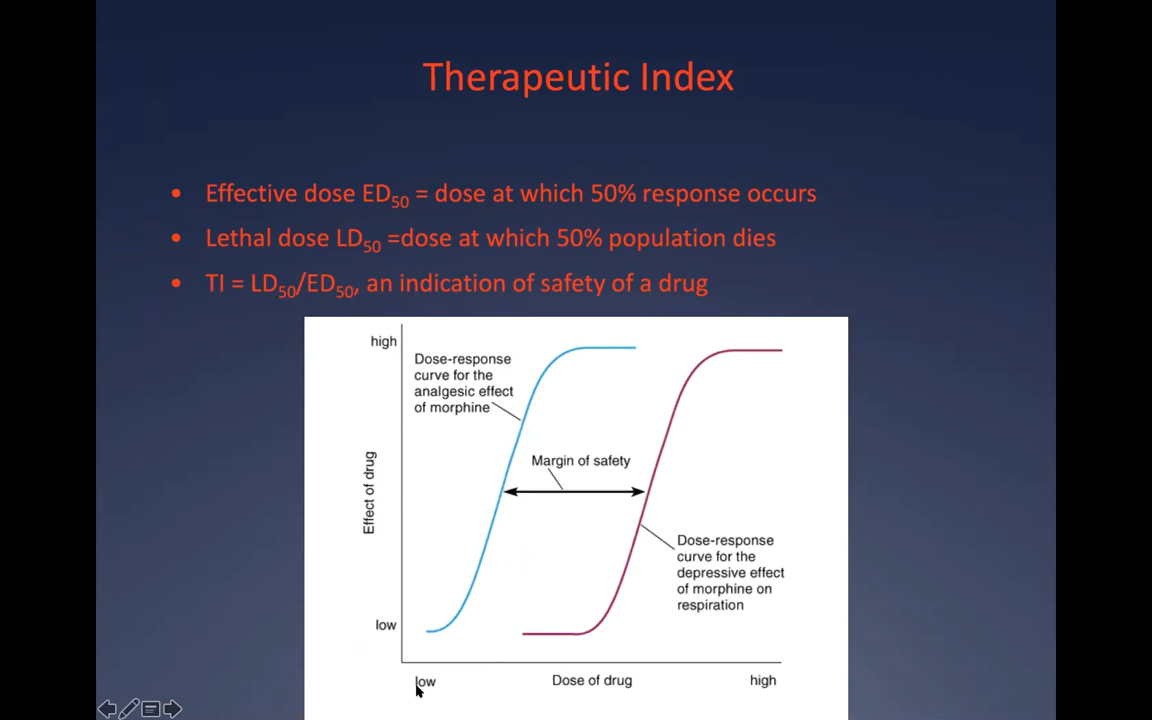 Therapeutic Index
• Effective dose ED50 = dose at which 50% response occurs
• Lethal dose LD50 =dose at which 50% population dies
• TI = LD50/ED50, an indication of safety of a drug
high
Dose-response
curve for the
analgesic effect
of morphine
Margin of safety
Effect of drug
Dose-response
curve for the
depressive effect
of morphine on
respiration
low
low
Dose of drug
high